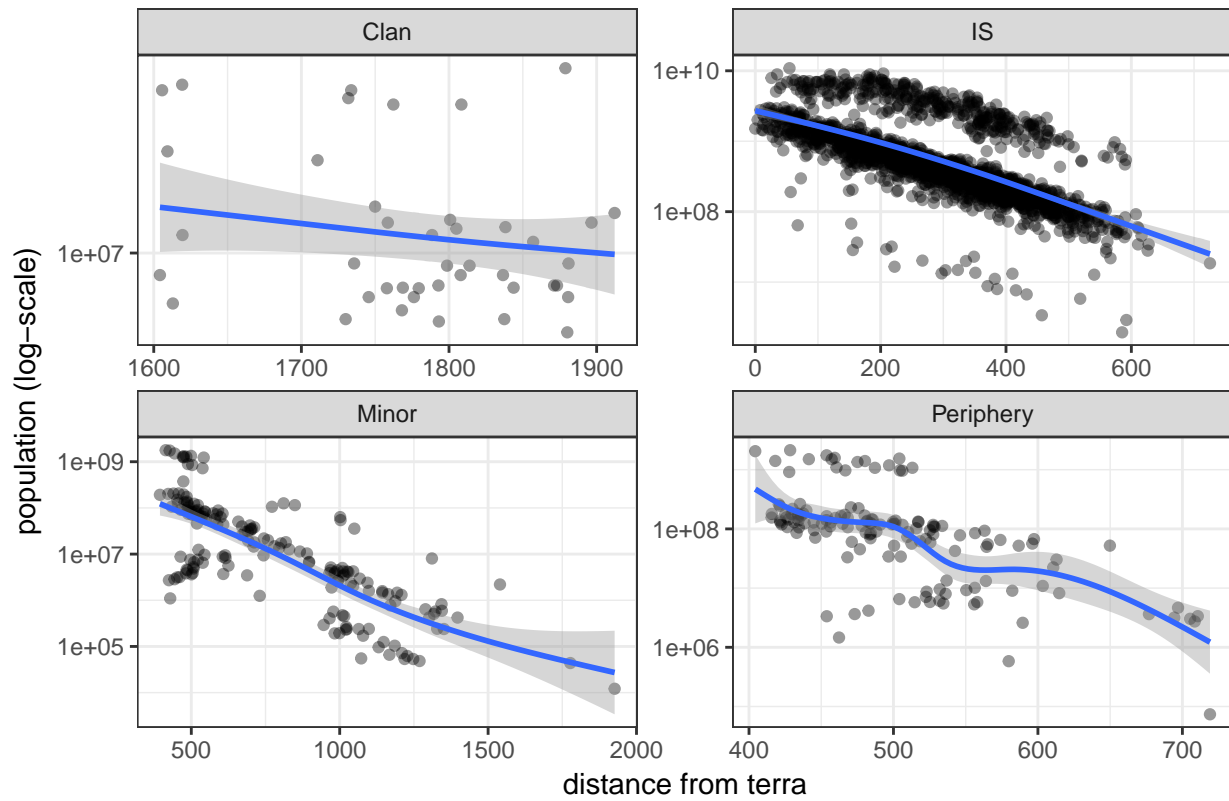 Clan
IS
1e+07
1600 1700 1800 1900
1e+10
1e+08
0 200 400 600
Minor
Periphery
1e+09
1e+07
1e+05
500 1000 1500 2000
1e+08
1e+06
400 500 600 700
population (log−scale)
distance from terra